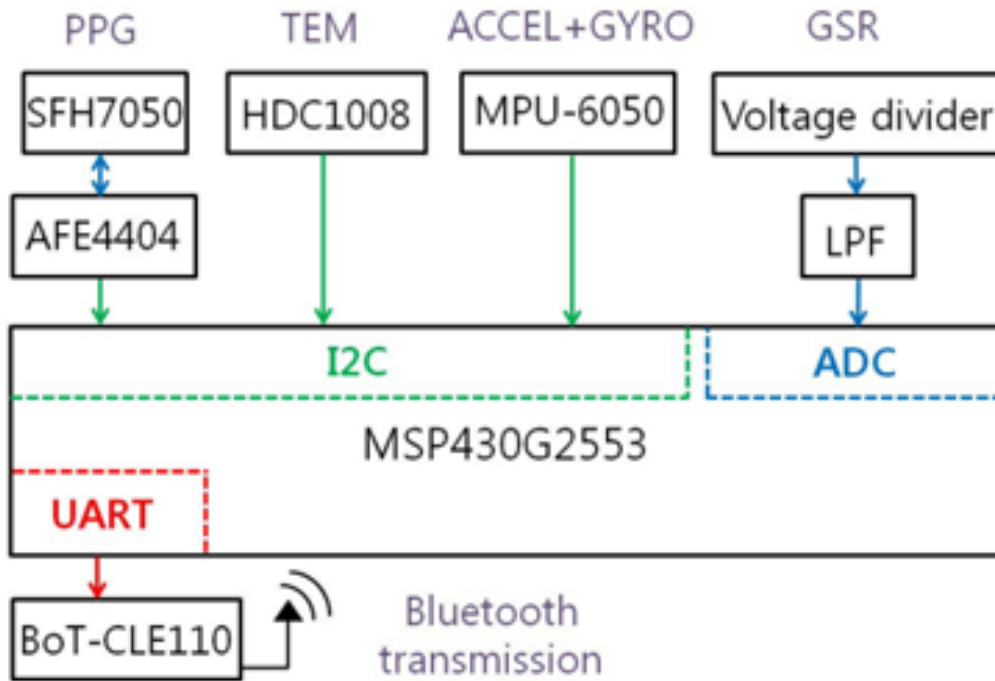 PPG TEM ACCEL+GYRO GSR
SFH7050 HDC1008 MPU-6050 Voltage divider
AFE4404 LPF
I2C ADC
MSP430G2553
UART
BoT-CLE110
Bluetooth
transmission